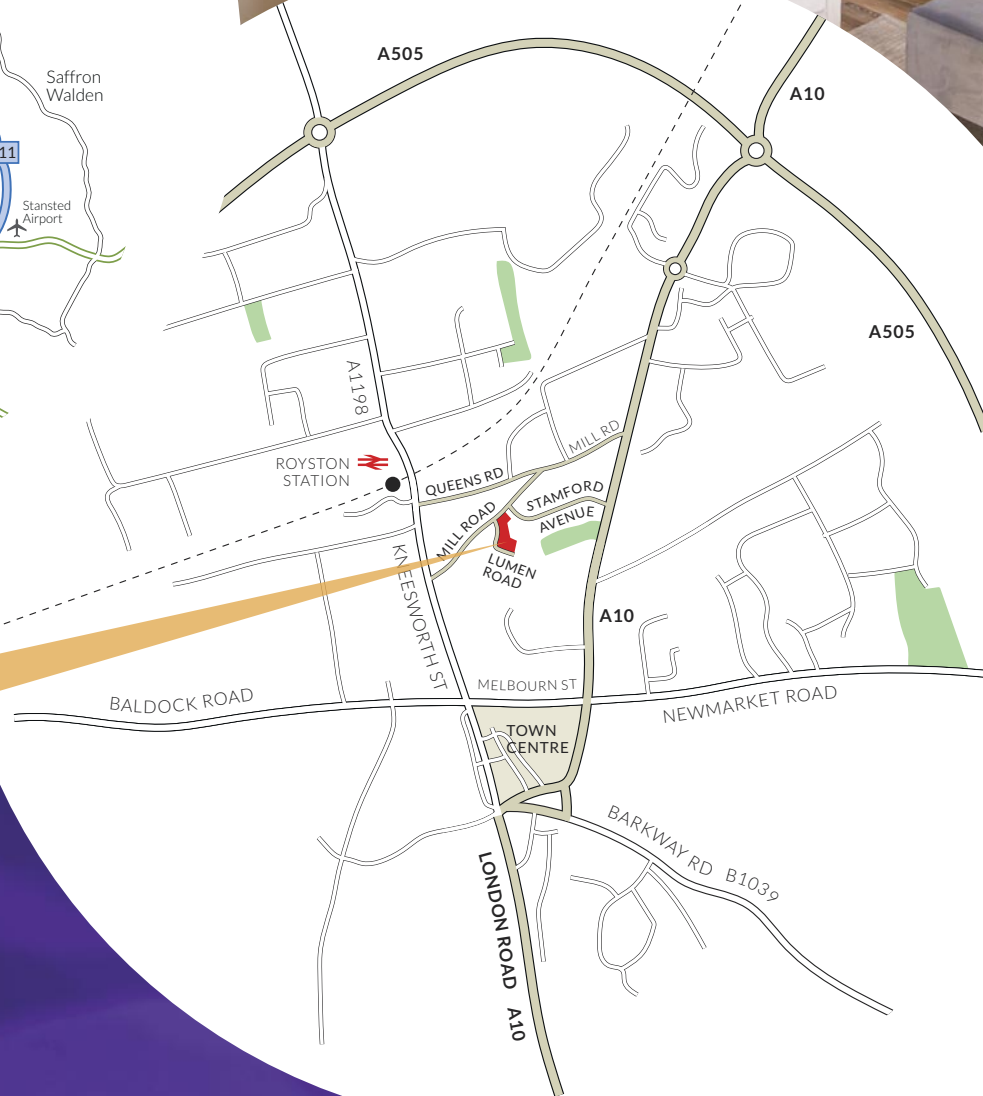 A505
Saffron
Walden
A10
11
Stansted
Airport
A505
A1198
ROYSTON
STATION
MILL RD
QUEENS RD
STAMFORD
AVENUE
MILL ROAD
LUMEN
ROAD
KNEESWORTH ST
A10
MELBOURN ST
BALDOCK ROAD
NEWMARKET ROAD
TOWN
CENTRE
BARKWAY RD B1039
LONDON ROAD A10